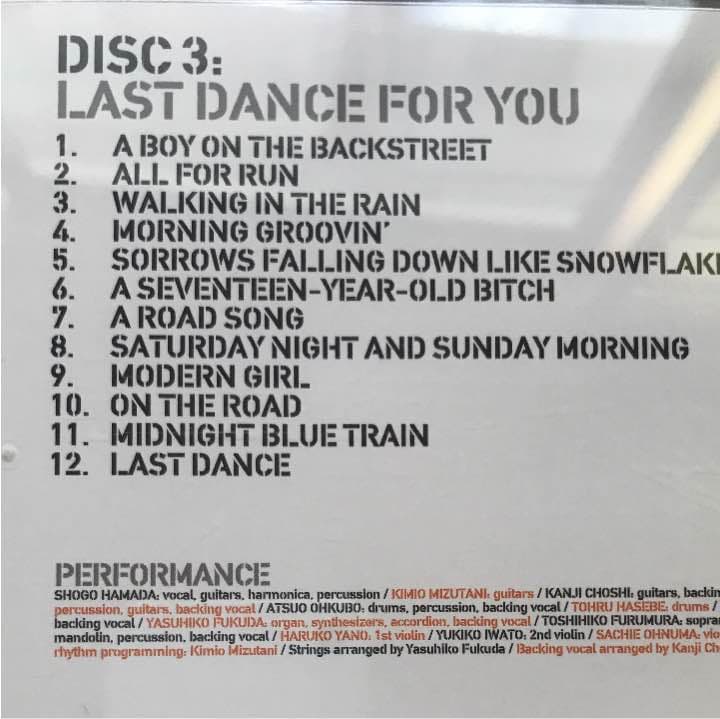 DISC 3:
LAST DANCE FOR YOU
1. A BOY ON THE BACKSTREET
2. ALL FOR RUN
3. WALKING IN THE RAIN
4. MORNING GROOVIN'
5. SORROWS FALLING DOWN LIKE
6. A SEVENTEEN-YEAR-OLD BITCH
7. A ROAD SONG
8. SATURDAY NIGHT AND SUNDAY MORNING
9. MODERN GIRL
10. ON THE ROAD
11. MIDNIGHT BLUE TRAIN
12. LAST DANCE
PERFORMANCE
SHOGO HAMADA: vocal, guitars, harmonica, percussion / KIMIO MIZUTANI: guitars / KANJI CHOSHI: guitars,
percussion, guitars, backing vocal / ATSUO OHKUBO: drums, percussion, backing vocal / TOHRU HASEBE: drums /
backing vocal / YASUHIKO FUKUDA: organ, synthesizers, accordion, backing vocal / TOSHIHIKO FURUMURA:
mandolin, percussion, backing vocal / HARUKO YANO: 1st violin / YUKIKO IWATO: 2nd violin / SACHIE OHNUMA:
rhythm programming: Kimio Mizutani / Strings arranged by Yasuhiko Fukuda / Backing vocal arranged by Kanji